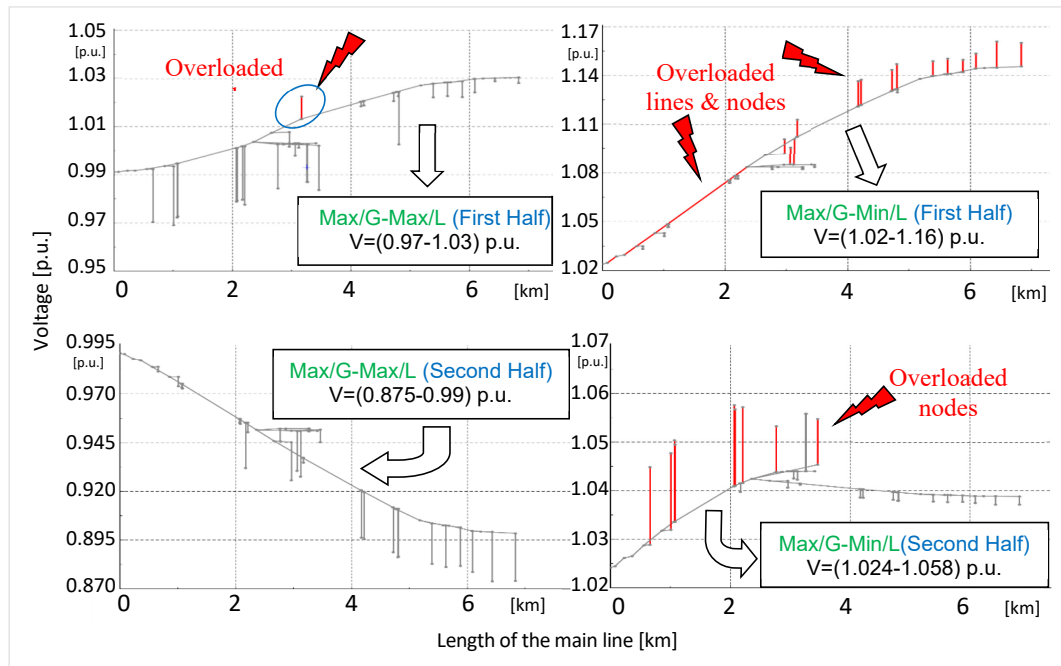 Voltage [p.u.]
1.05
[p.u.]
1.03
1.01
0.99
0.97
0.95
0
2
4
6
[km]
Overloaded
Max/G-Max/L (First Half)
V=(0.97-1.03) p.u.
1.17
[p.u.]
1.14
1.11
1.08
1.05
1.02
0
2
4
6
[km]
Overloaded
lines & nodes
Max/G-Min/L (First Half)
V=(1.02-1.16) p.u.
0.995
[p.u.]
0.970
0.945
0.920
0.895
0.870
0
2
4
6
[km]
Max/G-Max/L (Second Half)
V=(0.875-0.99) p.u.
1.07
[p.u.]
1.06
1.05
1.04
1.03
1.02
0
2
4
6
[km]
Overloaded
nodes
Max/G-Min/L(Second Half)
V=(1.024-1.058) p.u.
Length of the main line [km]